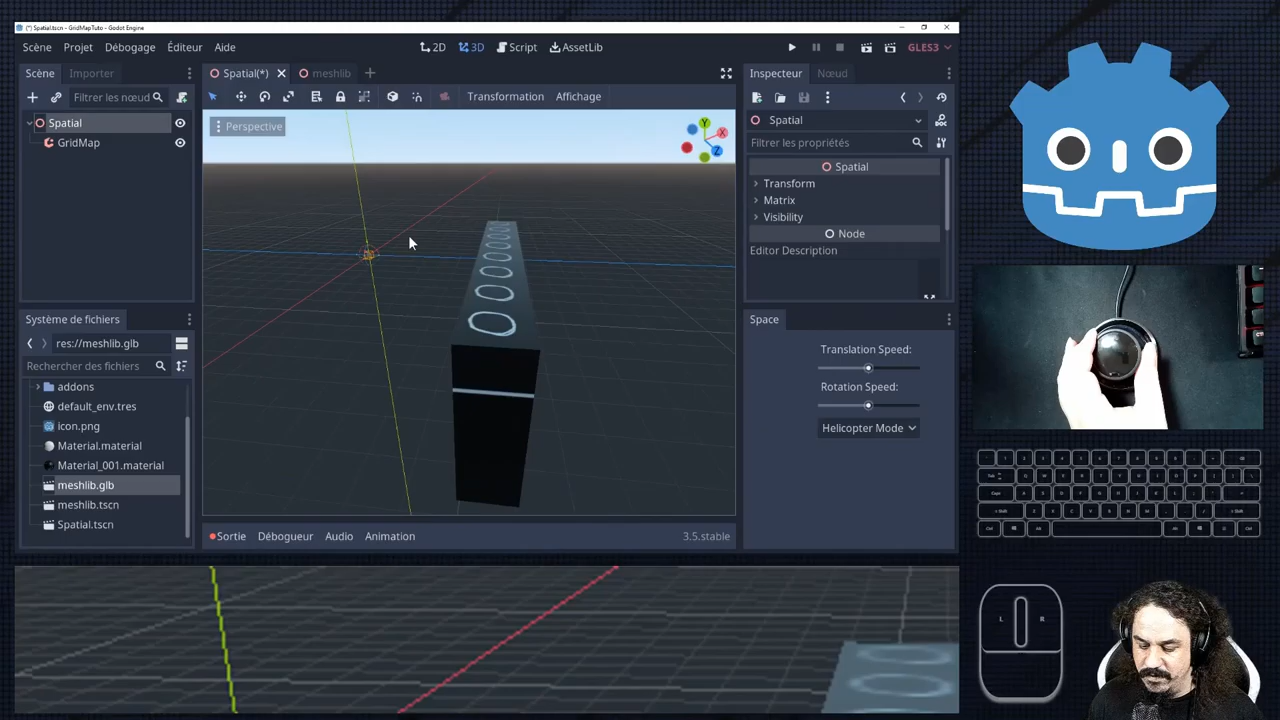 (*) Spatial.tscn - GridMapTuto - Godot Engine
Scène Projet Débogage Éditeur Aide
2D 3D Script AssetLib
GLES3
Scène Importer
Spatial(*) meshlib
Inspecteur Nœud
Filtrer les nœud
Transformation Affichage
Spatial
GridMap
Perspective
Y
X
Z
Spatial
Filtrer les propriétés
Spatial
Transform
Matrix
Visibility
Node
Editor Description
Système de fichiers
res://meshlib.glb
Rechercher des fichiers
addons
default_env.tres
icon.png
Material.material
Material_001.material
meshlib.glb
meshlib.tscn
Spatial.tscn
Space
Translation Speed:
Rotation Speed:
Helicopter Mode
Sortie Débogueur Audio Animation
3.5.stable
L R